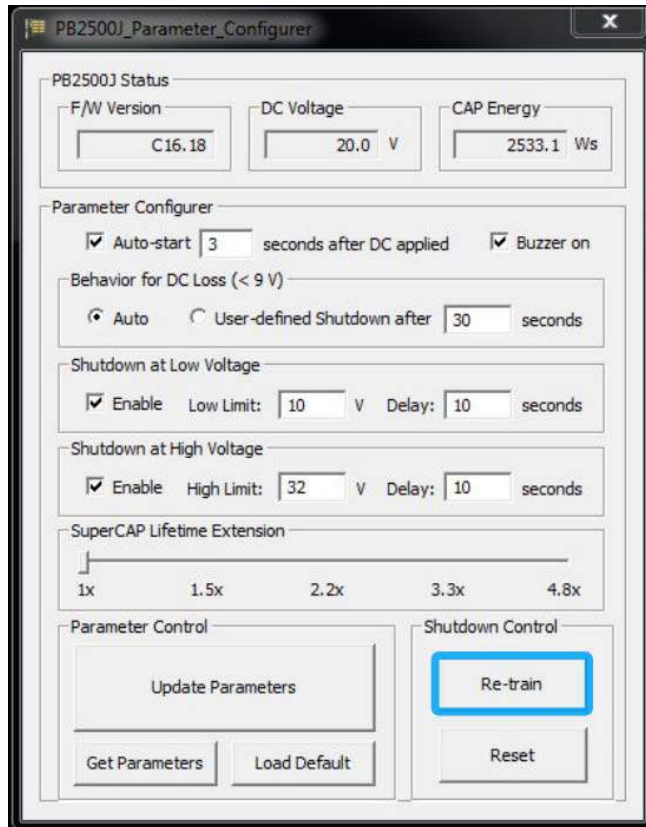 PB2500J_Parameter_Configurer
PB2500J Status
F/W Version DC Voltage CAP Energy
C16.18 20.0 V 2533.1 Ws
Parameter Configurer
Auto-start 3 seconds after DC applied Buzzer on
Behavior for DC Loss (< 9 V)
Auto User-defined Shutdown after 30 seconds
Shutdown at Low Voltage
Enable Low Limit: 10 V Delay: 10 seconds
Shutdown at High Voltage
Enable High Limit: 32 V Delay: 10 seconds
SuperCAP Lifetime Extension
1x 1.5x 2.2x 3.3x 4.8x
Parameter Control Shutdown Control
Update Parameters Re-train
Get Parameters Load Default Reset